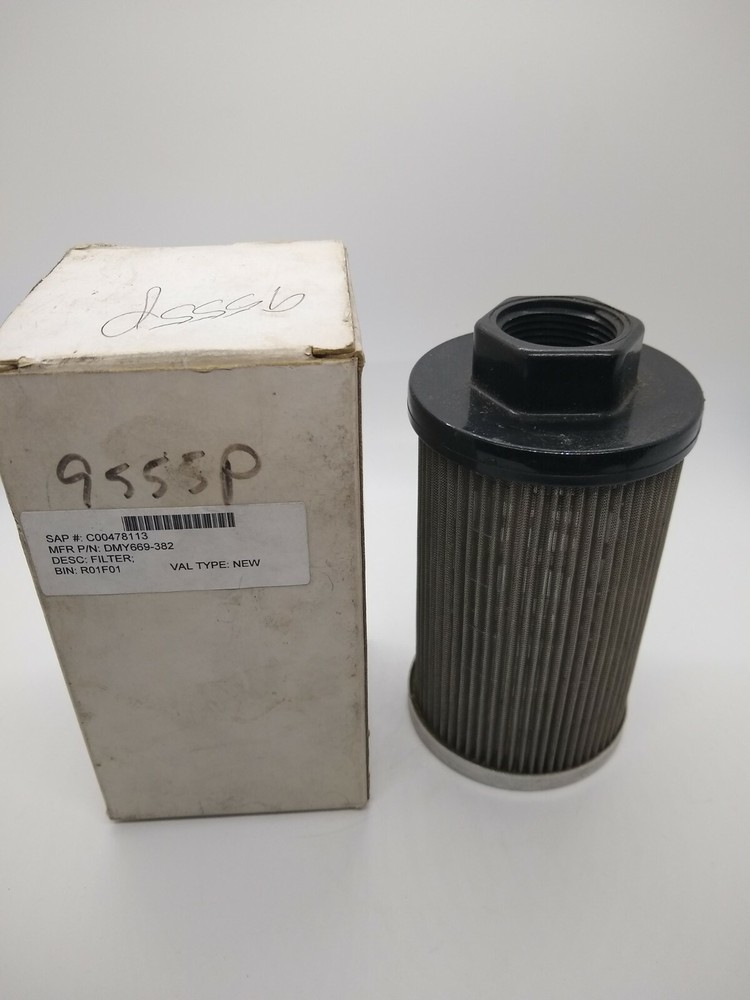 9555P
9555P
SAP #: C00478113
MFR P/N: DMY669-382
DESC: FILTER;
BIN: R01F01 VAL TYPE: NEW